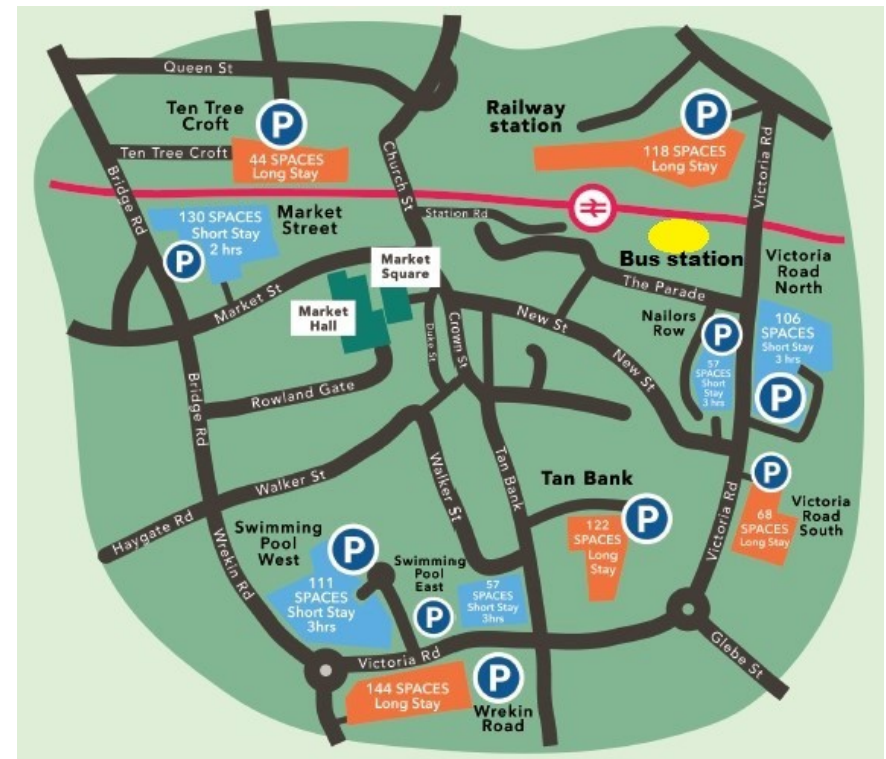 Queen St
Ten Tree
Croft
P
Ten Tree Croft
44 SPACES
Long Stay
Bridge Rd
Church St
Railway
station
P
118 SPACES
Long Stay
Victoria Rd
130 SPACES
Short Stay
2 hrs
Market
Street
P
Station Rd
Market St
Market
Square
Market
Hall
Bus station
The Parade
Victoria
Road
North
106
SPACES
Short Stay
3 hrs
P
Nailors
Row
P
57
SPACES
Short
Stay
3 hrs
New St
New St
Duke St
Crown St
Bridge Rd
Rowland Gate
Walker St
Haygate Rd
Walker St
Tan Bank
Tan Bank
P
122
SPACES
Long
Stay
P
68
SPACES
Long Stay
Victoria
Road
South
Victoria Rd
Wrekin Rd
Swimming
Pool
West
P
111
SPACES
Short Stay
3hrs
Swimming
Pool
East
P
57
SPACES
Short Stay
3hrs
Victoria Rd
Glebe St
144 SPACES
Long Stay
P
Wrekin
Road